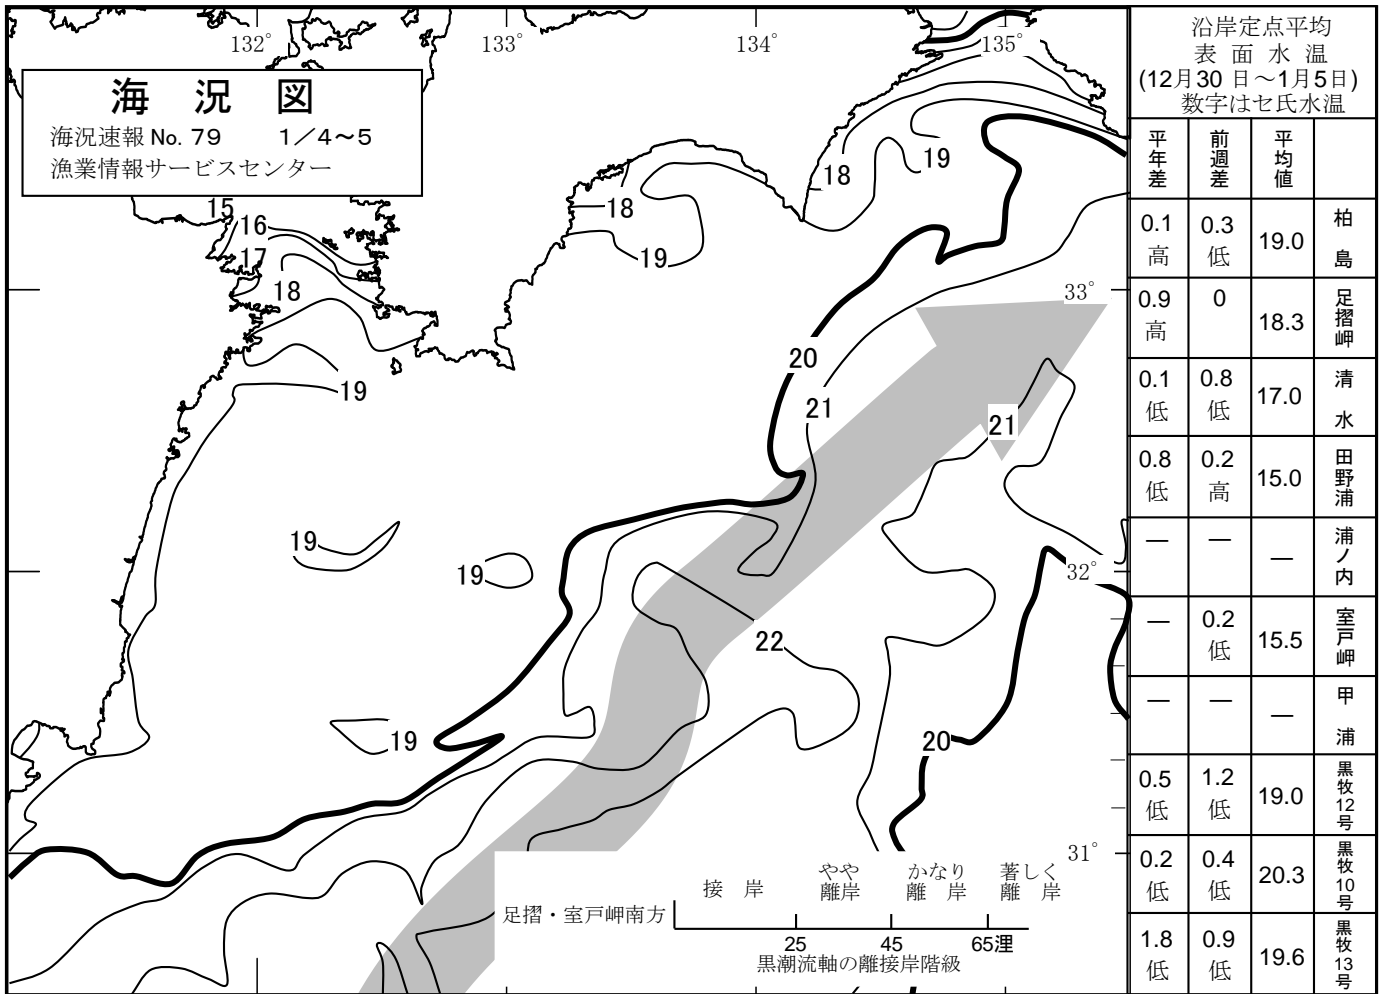 海況図
海況速報 No. 79 1/4～5
漁業情報サービスセンター
132°
133°
134°
135°
15
16
17
18
19
18
19
18
19
33°
20
21
21
19
19
32°
22
19
20
31°
接岸
やや離岸
かなり離岸
著しく離岸
足摺・室戸岬南方
25 45 65浬
黒潮流軸の離接岸階級
沿岸定点平均
表面水温
(12月30日～1月5日)
数字はセ氏水温
平年差 前週差 平均値
0.1高 0.3低 19.0 柏島
0.9高 0 18.3 足摺岬
0.1低 0.8低 17.0 清水
0.8低 0.2高 15.0 田野浦
— — — 浦ノ内
— 0.2低 15.5 室戸岬
— — — 甲浦
0.5低 1.2低 19.0 黒牧12号
0.2低 0.4低 20.3 黒牧10号
1.8低 0.9低 19.6 黒牧13号